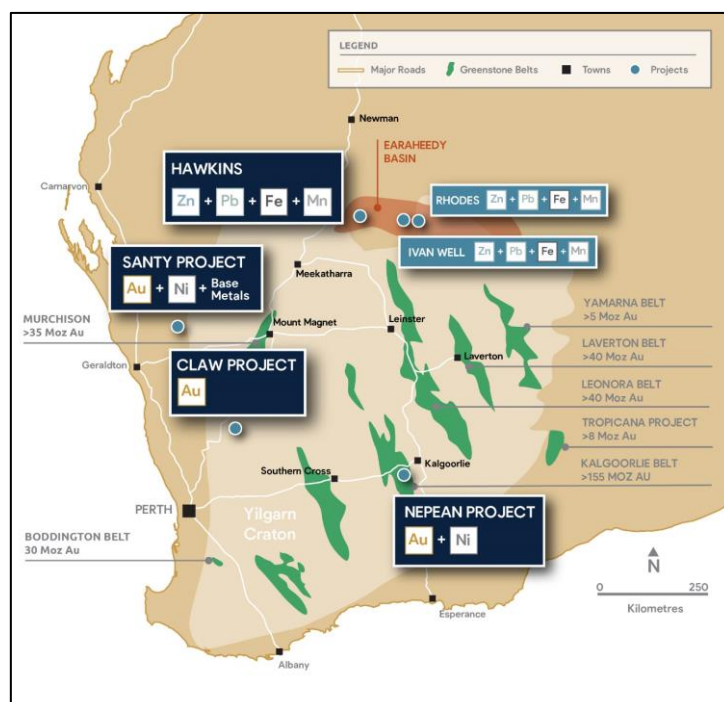 LEGEND
Major Roads
Greenstone Belts
Towns
Projects
Newman
EARAHEEDY
BASIN
HAWKINS
Zn + Pb + Fe + Mn
RHODES Zn + Pb + Fe + Mn
Carnarvon
IVAN WELL Zn + Pb + Fe + Mn
SANTY PROJECT
Au + Ni + Base
Metals
Meekatharra
MURCHISON
>35 Moz Au
Mount Magnet
Leinster
YAMARNA BELT
>5 Moz Au
LAVERTON BELT
>40 Moz Au
Geraldton
Laverton
CLAW PROJECT
Au
LEONORA BELT
>40 Moz Au
TROPICANA PROJECT
>8 Moz Au
Kalgoorlie
KALGOORLIE BELT
>155 MOZ AU
Southern Cross
PERTH
Yilgarn
Craton
NEPEAN PROJECT
Au + Ni
BODDINGTON BELT
30 Moz Au
N
0 250
Kilometres
Esperance
Albany